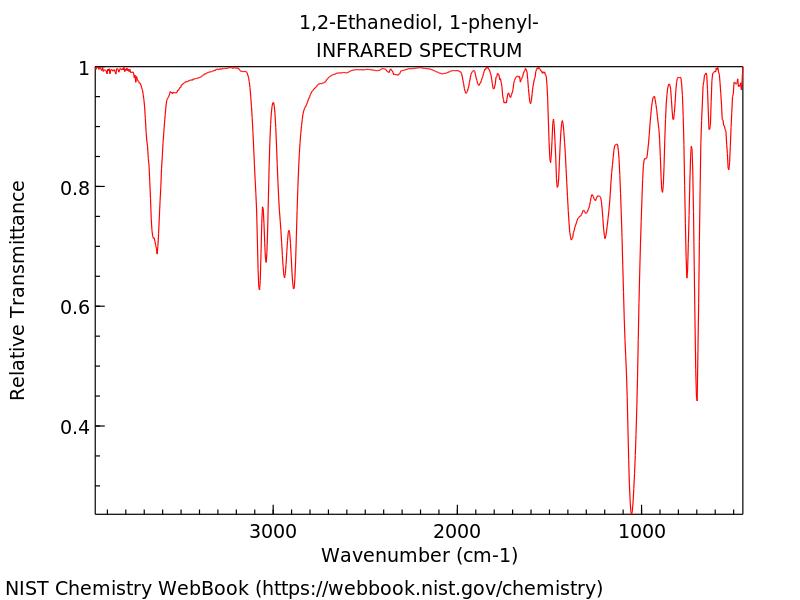 1,2-Ethanediol, 1-phenyl-
INFRARED SPECTRUM
1
0.8
0.6
0.4
Relative Transmittance
3000 2000 1000
Wavenumber (cm-1)
NIST Chemistry WebBook (https://webbook.nist.gov/chemistry)